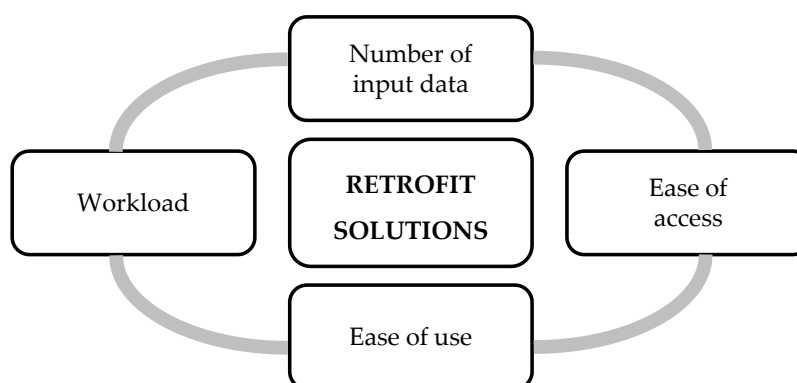 Number of
input data
Workload
RETROFIT
SOLUTIONS
Ease of
access
Ease of use